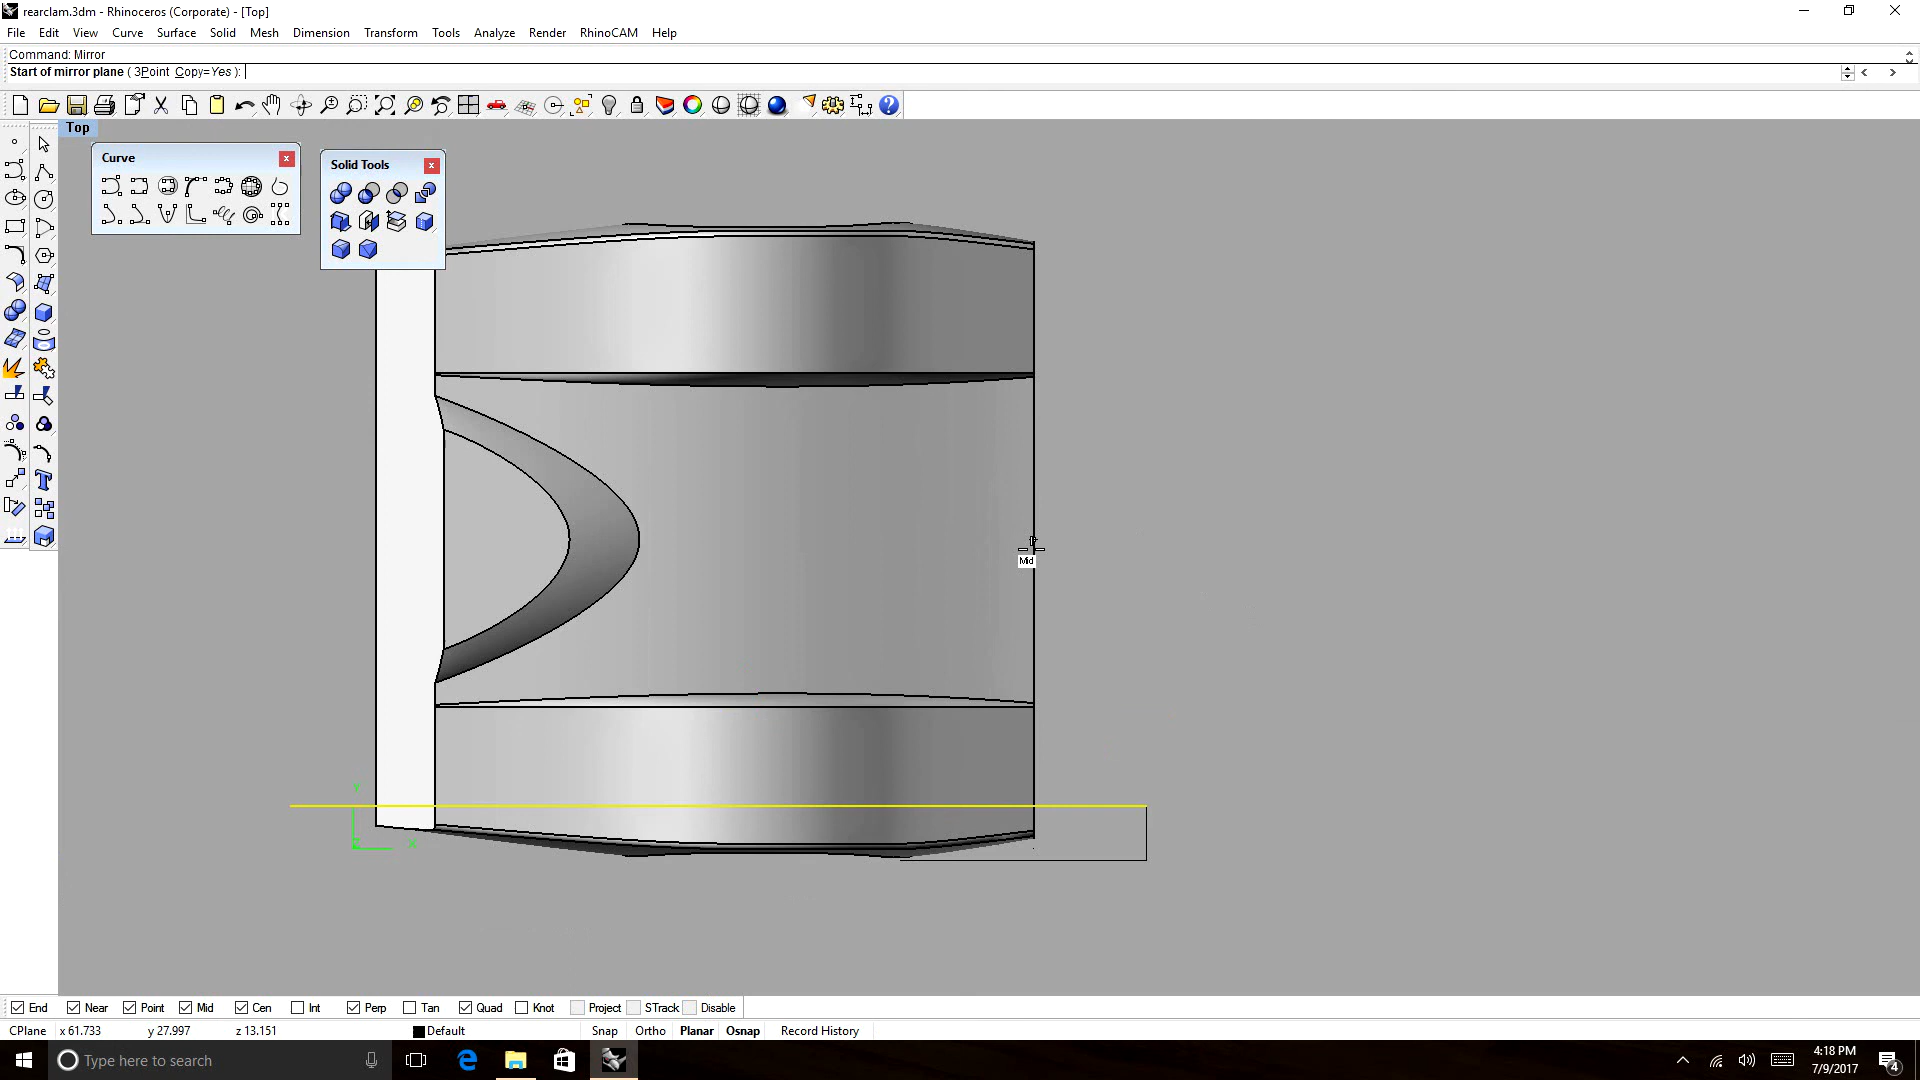 rearclam.3dm - Rhinoceros (Corporate) - [Top]
File Edit View Curve Surface Solid Mesh Dimension Transform Tools Analyze Render RhinoCAM Help
Command: Mirror
Start of mirror plane ( 3Point Copy=Yes ):
Top
Curve
Solid Tools
Mid
Y
Z
X
End Near Point Mid Cen Int Perp Tan Quad Knot Project STrack Disable
CPlane x 61.733 y 27.997 z 13.151 Default Snap Ortho Planar Osnap Record History
Type here to search
4:18 PM
7/9/2017
4